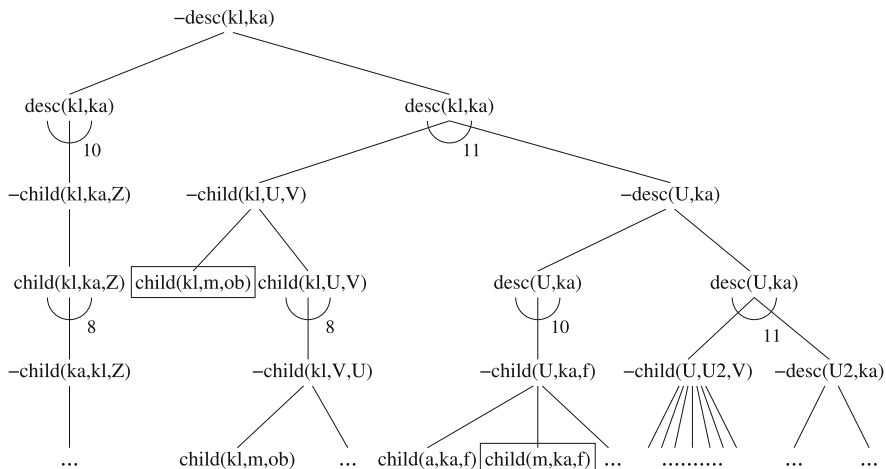 −desc(kl,ka)
desc(kl,ka) desc(kl,ka)
10 11
−child(kl,ka,Z) −child(kl,U,V) −desc(U,ka)
child(kl,ka,Z) child(kl,m,ob) child(kl,U,V) desc(U,ka) desc(U,ka)
8 8 10 11
−child(ka,kl,Z) −child(kl,V,U) −child(U,ka,f) −child(U,U2,V) −desc(U2,ka)
... child(kl,m,ob) ... child(a,ka,f) child(m,ka,f) ... .......... ... ...